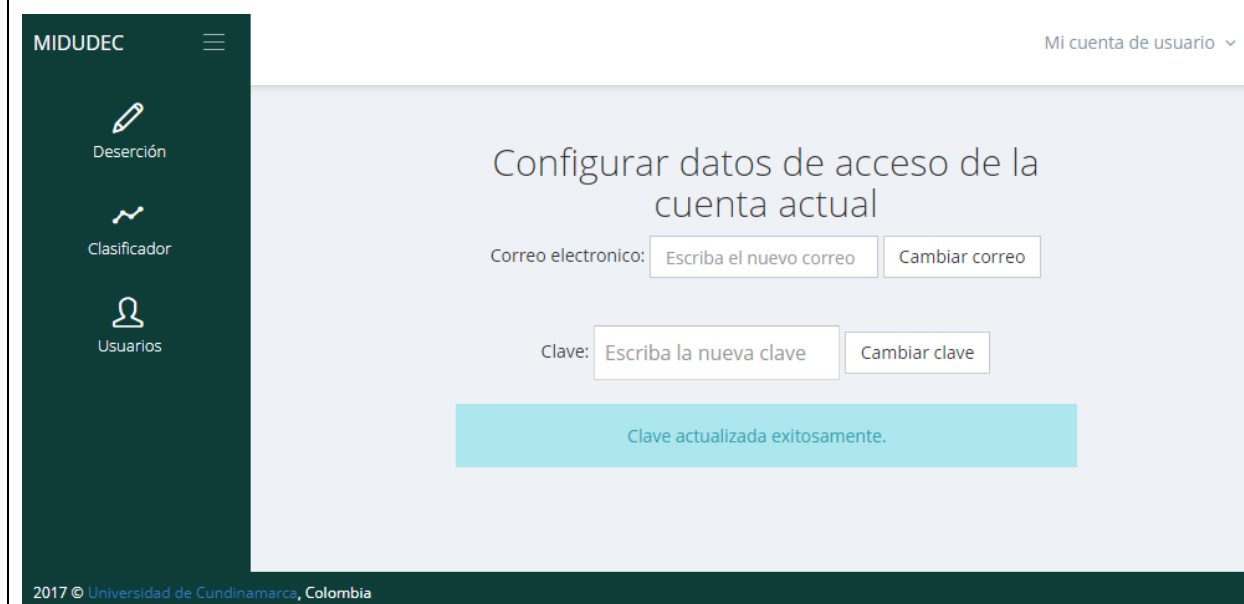 MIDUDEC
Mi cuenta de usuario
Deserción
Clasificador
Usuarios
Configurar datos de acceso de la
cuenta actual
Correo electronico: Escriba el nuevo correo Cambiar correo
Clave: Escriba la nueva clave Cambiar clave
Clave actualizada exitosamente.
2017 © Universidad de Cundinamarca, Colombia